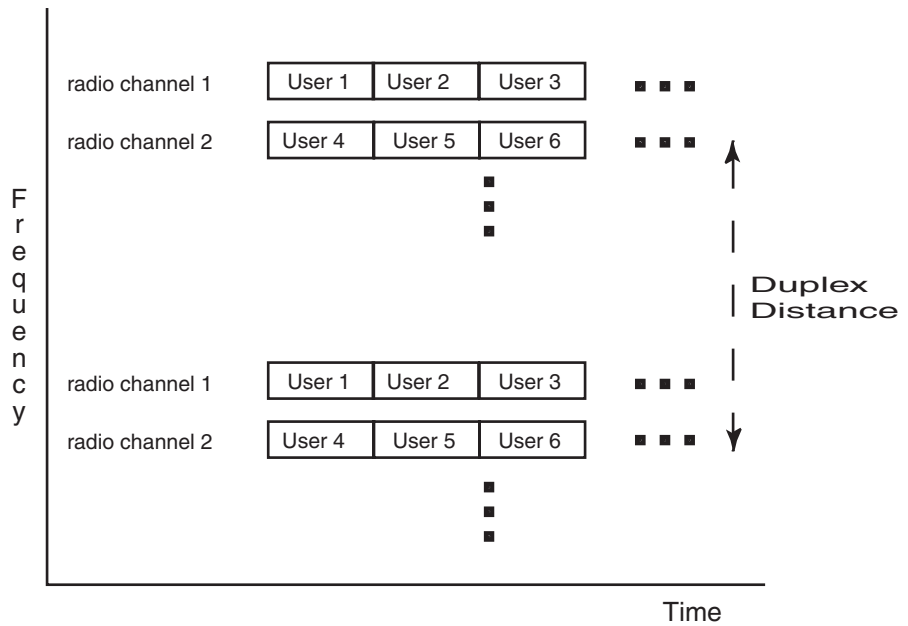 radio channel 1 User 1 User 2 User 3
radio channel 2 User 4 User 5 User 6
Frequency
Duplex
Distance
radio channel 1 User 1 User 2 User 3
radio channel 2 User 4 User 5 User 6
Time